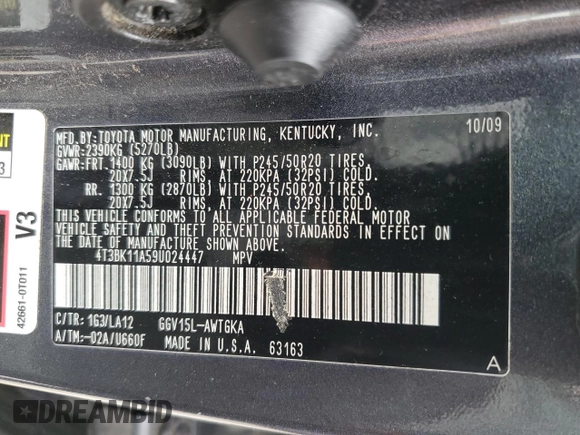 MFD.BY:TOYOTA MOTOR MANUFACTURING, KENTUCKY, INC. 10/09
GVWR:2390KG (5270LB)
GAWR:FRT. 1400 KG (3090LB) WITH P245/50R20 TIRES,
20X7.5J RIMS, AT 220KPA (32PSI) COLD.
RR. 1300 KG (2870LB) WITH P245/50R20 TIRES,
20X7.5J RIMS, AT 220KPA (32PSI) COLD.
THIS VEHICLE CONFORMS TO ALL APPLICABLE FEDERAL MOTOR
VEHICLE SAFETY AND THEFT PREVENTION STANDARDS IN EFFECT ON
THE DATE OF MANUFACTURE SHOWN ABOVE.
4T3BK11A59U024447 MPV
C/TR: 1G3/LA12 GGV15L-AWTGKA
A/TM:-02A/U660F MADE IN U.S.A. 63163
A
V3
42661-0T011
3
DREAMBID